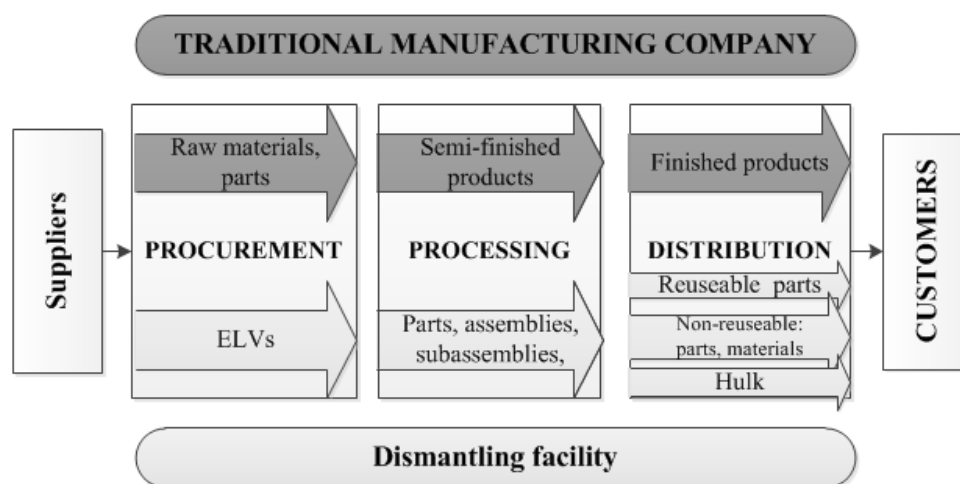 TRADITIONAL MANUFACTURING COMPANY
Suppliers
Raw materials,
parts
PROCUREMENT
ELVs
Semi-finished
products
PROCESSING
Parts, assemblies,
subassemblies,
Finished products
DISTRIBUTION
Reuseable parts
Non-reuseable:
parts, materials
Hulk
CUSTOMERS
Dismantling facility